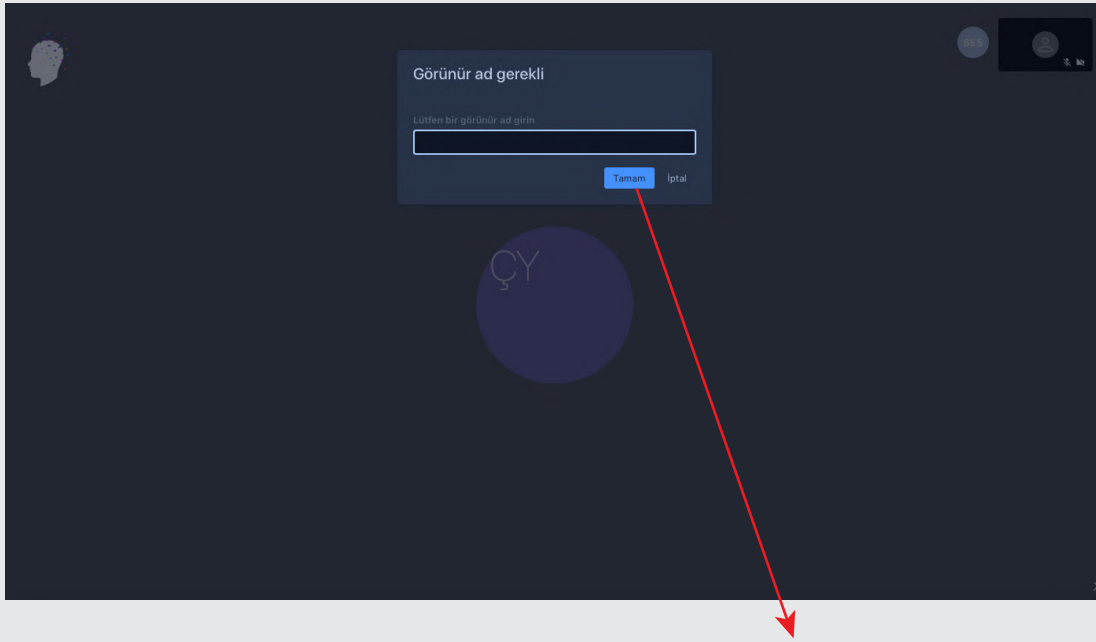 SES
Görünür ad gerekli
Lütfen bir görünür ad girin
Tamam İptal
ÇY